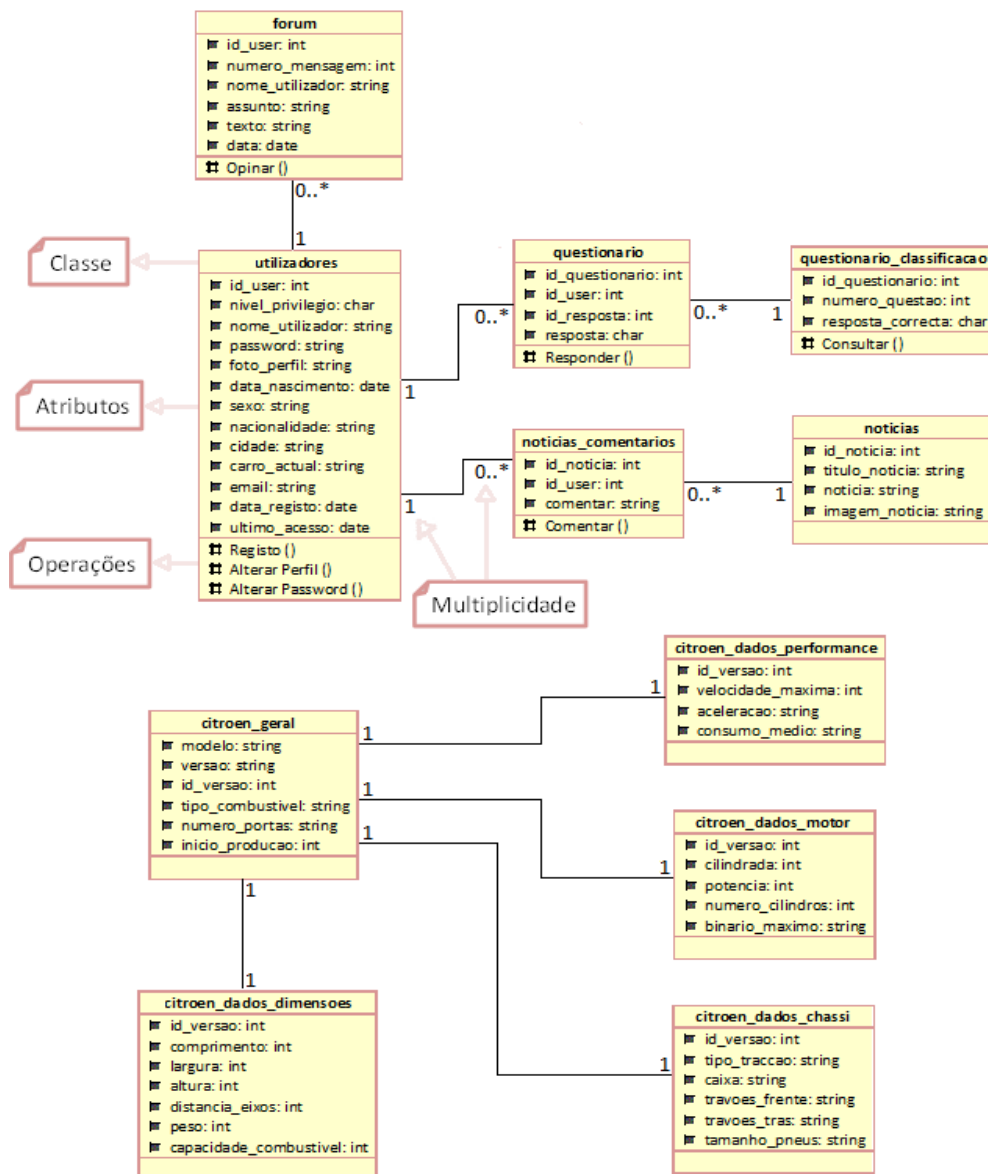 forum
id_user: int
numero_mensagem: int
nome_utilizador: string
assunto: string
texto: string
data: date
Opinar ()
0..*
1
Classe
Atributos
Operações
utilizadores
id_user: int
nivel_privilegio: char
nome_utilizador: string
password: string
foto_perfil: string
data_nascimento: date
sexo: string
nacionalidade: string
cidade: string
carro_actual: string
email: string
data_registo: date
ultimo_acesso: date
Registo ()
Alterar Perfil ()
Alterar Password ()
1
0..*
questionario
id_questionario: int
id_user: int
id_resposta: int
resposta: char
Responder ()
0..*
1
questionario_classificacao
id_questionario: int
numero_questao: int
resposta_correcta: char
Consultar ()
1
0..*
noticias_comentarios
id_noticia: int
id_user: int
comentar: string
Comentar ()
0..*
1
noticias
id_noticia: int
titulo_noticia: string
noticia: string
imagem_noticia: string
Multiplicidade
citroen_geral
modelo: string
versao: string
id_versao: int
tipo_combustivel: string
numero_portas: string
inicio_producao: int
1
1
citroen_dados_performance
id_versao: int
velocidade_maxima: int
aceleracao: string
consumo_medio: string
1
1
citroen_dados_motor
id_versao: int
cilindrada: int
potencia: int
numero_cilindros: int
binario_maximo: string
1
1
citroen_dados_chassi
id_versao: int
tipo_traccao: string
caixa: string
travoes_frente: string
travoes_tras: string
tamanho_pneus: string
1
1
citroen_dados_dimensoes
id_versao: int
comprimento: int
largura: int
altura: int
distancia_eixos: int
peso: int
capacidade_combustivel: int